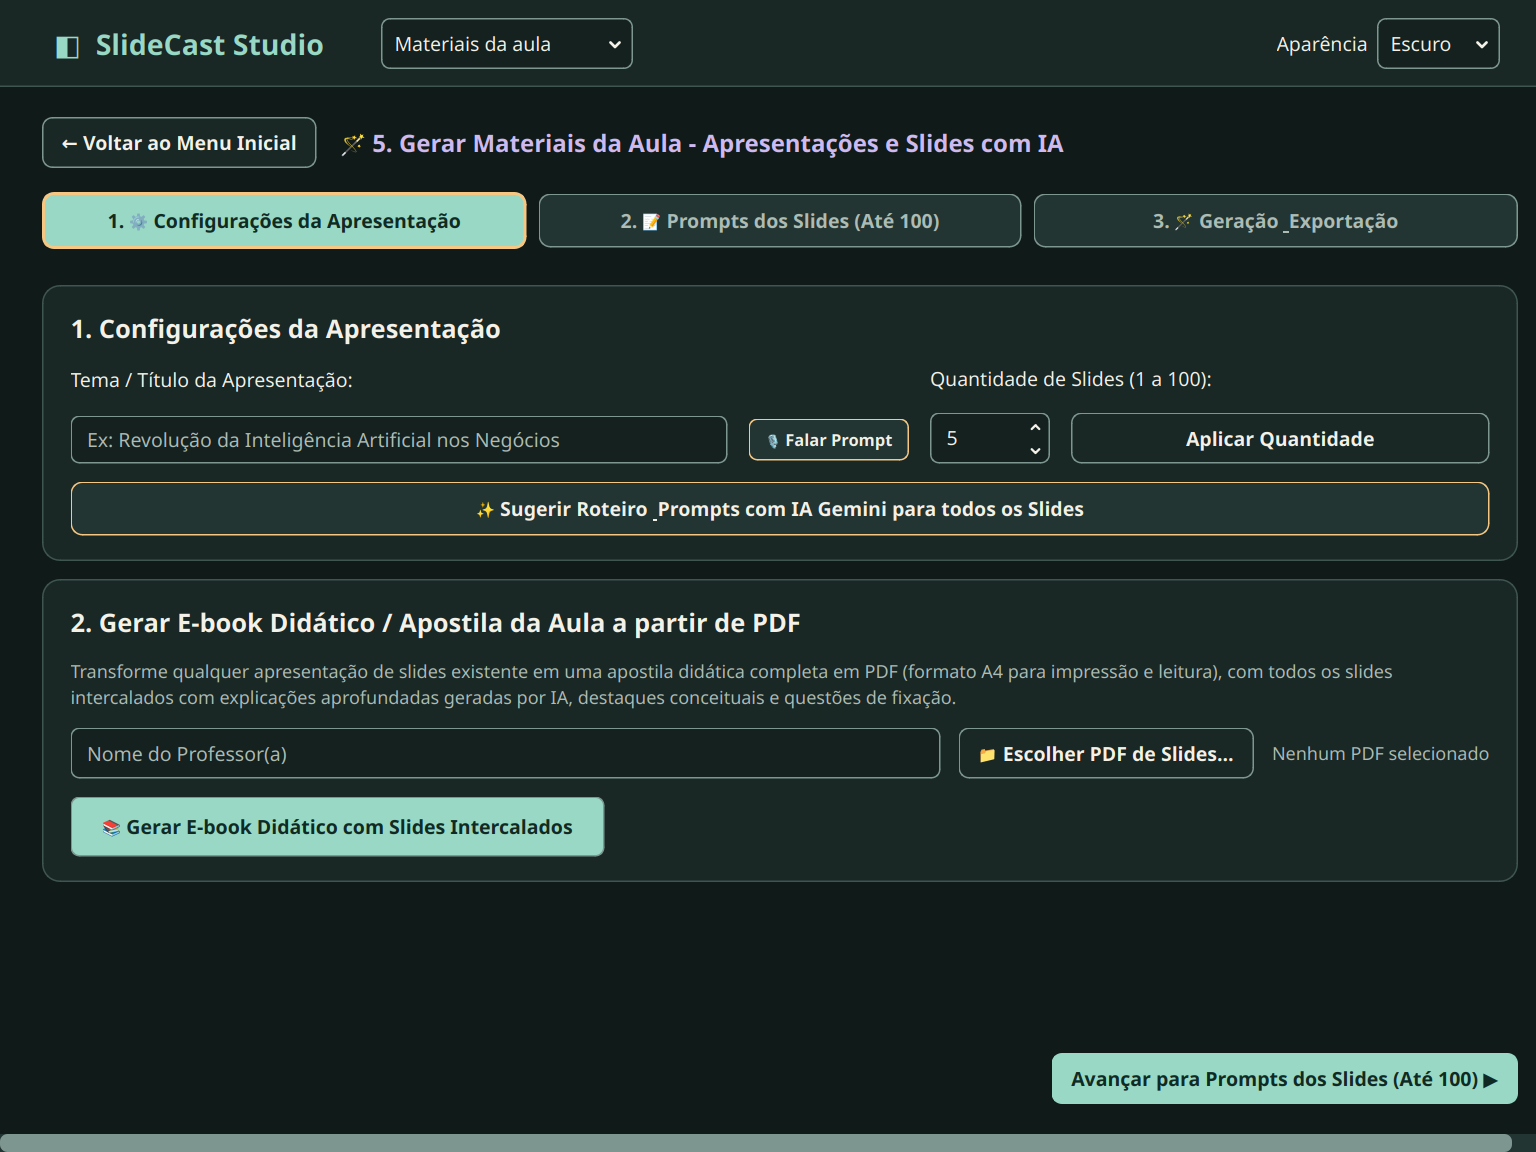 SlideCast Studio
Materiais da aula
Aparência
Escuro
← Voltar ao Menu Inicial
5. Gerar Materiais da Aula - Apresentações e Slides com IA
1. Configurações da Apresentação
2. Prompts dos Slides (Até 100)
3. Geração _Exportação
1. Configurações da Apresentação
Tema / Título da Apresentação:
Quantidade de Slides (1 a 100):
Ex: Revolução da Inteligência Artificial nos Negócios
Falar Prompt
5
Aplicar Quantidade
✨ Sugerir Roteiro _Prompts com IA Gemini para todos os Slides
2. Gerar E-book Didático / Apostila da Aula a partir de PDF
Transforme qualquer apresentação de slides existente em uma apostila didática completa em PDF (formato A4 para impressão e leitura), com todos os slides
intercalados com explicações aprofundadas geradas por IA, destaques conceituais e questões de fixação.
Nome do Professor(a)
📁 Escolher PDF de Slides...
Nenhum PDF selecionado
📚 Gerar E-book Didático com Slides Intercalados
Avançar para Prompts dos Slides (Até 100) ▶